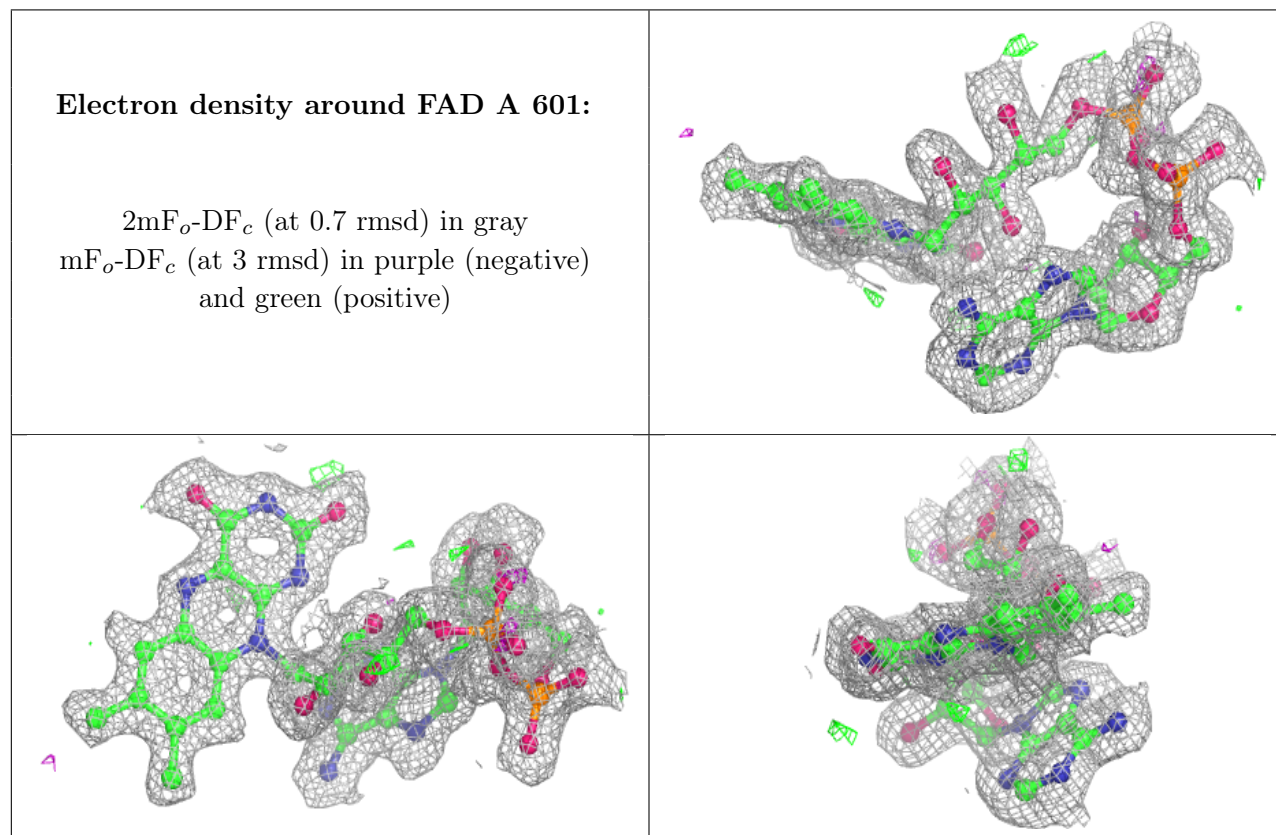 Electron density around FAD A 601:
2mFₒ-DF𝒸 (at 0.7 rmsd) in gray
mFₒ-DF𝒸 (at 3 rmsd) in purple (negative)
and green (positive)